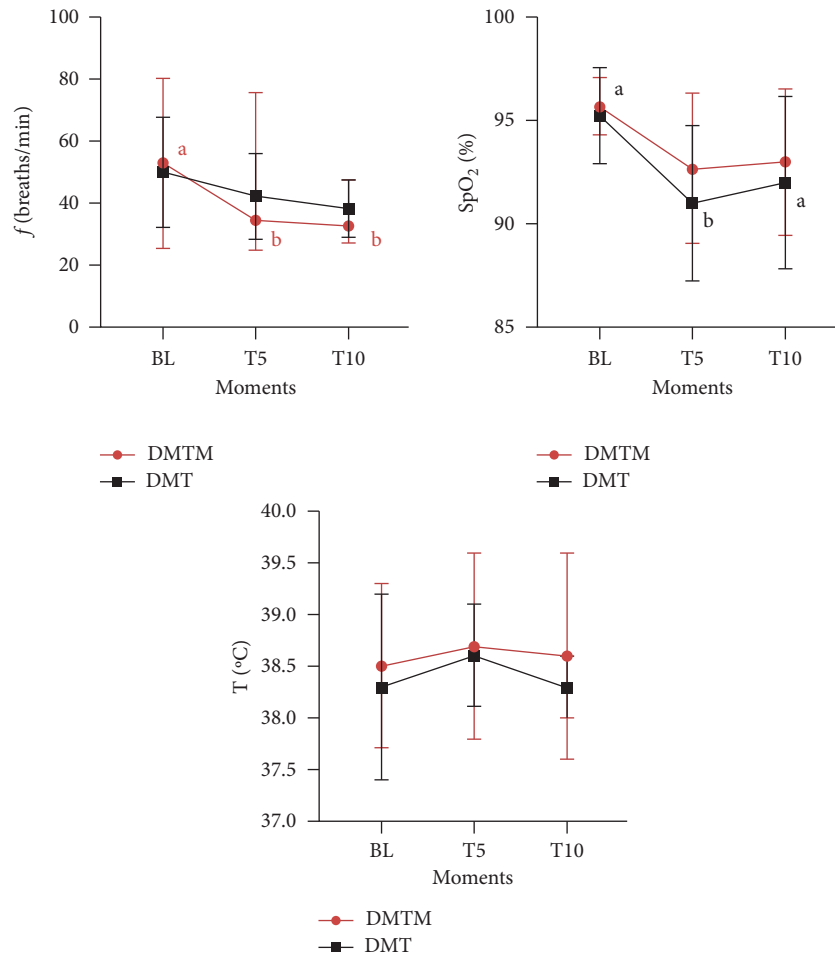 100
80
60
40
20
0
f (breaths/min)
a
b
b
BL T5 T10
Moments
DMTM
DMT
100
95
90
85
SpO2 (%)
a
b
a
BL T5 T10
Moments
DMTM
DMT
40.0
39.5
39.0
38.5
38.0
37.5
37.0
T (ºC)
BL T5 T10
Moments
DMTM
DMT